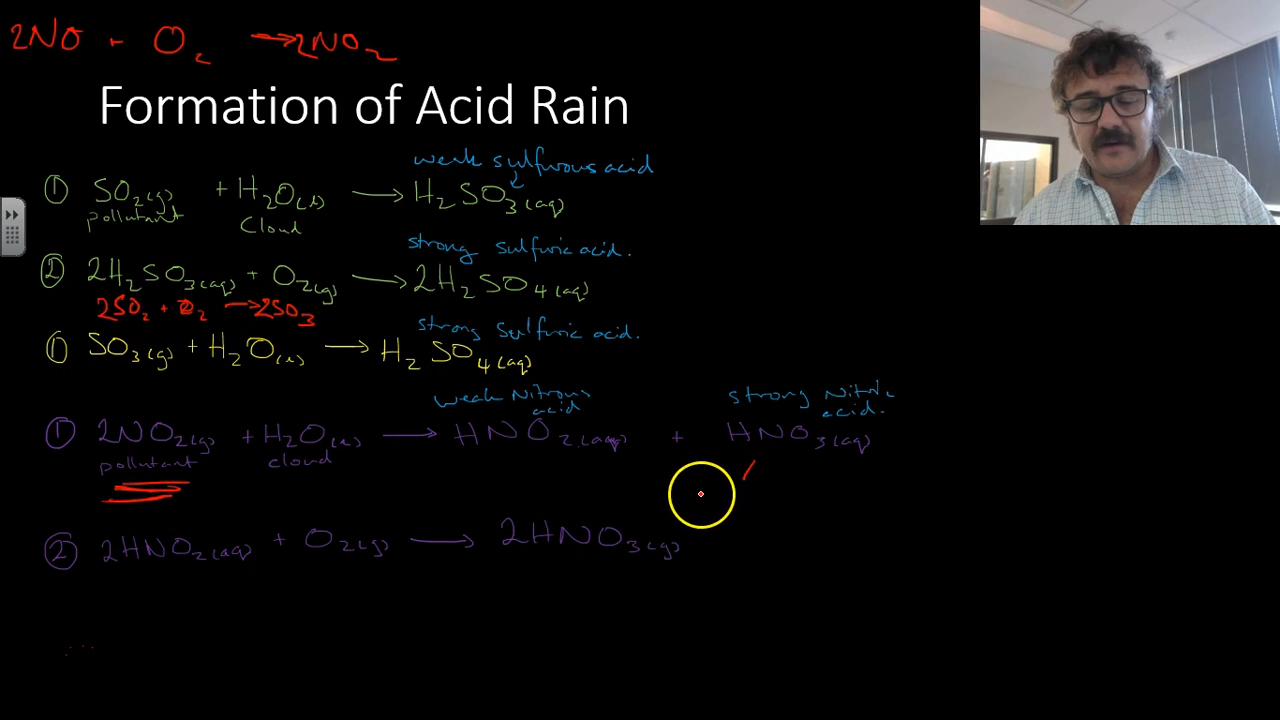 2NO + O₂ → 2NO₂
Formation of Acid Rain
weak sulfurous acid
① SO₂(g) + H₂O(l) → H₂SO₃(aq)
pollutant Cloud
strong sulfuric acid.
② 2H₂SO₃(aq) + O₂(g) → 2H₂SO₄(aq)
2SO₂ + O₂ → 2SO₃
strong Sulfuric acid.
① SO₃(g) + H₂O(l) → H₂SO₄(aq)
weak Nitrous acid strong Nitric acid.
① 2NO₂(g) + H₂O(l) → HNO₂(aq) + HNO₃(aq)
pollutant cloud
② 2HNO₂(aq) + O₂(g) → 2HNO₃(g)